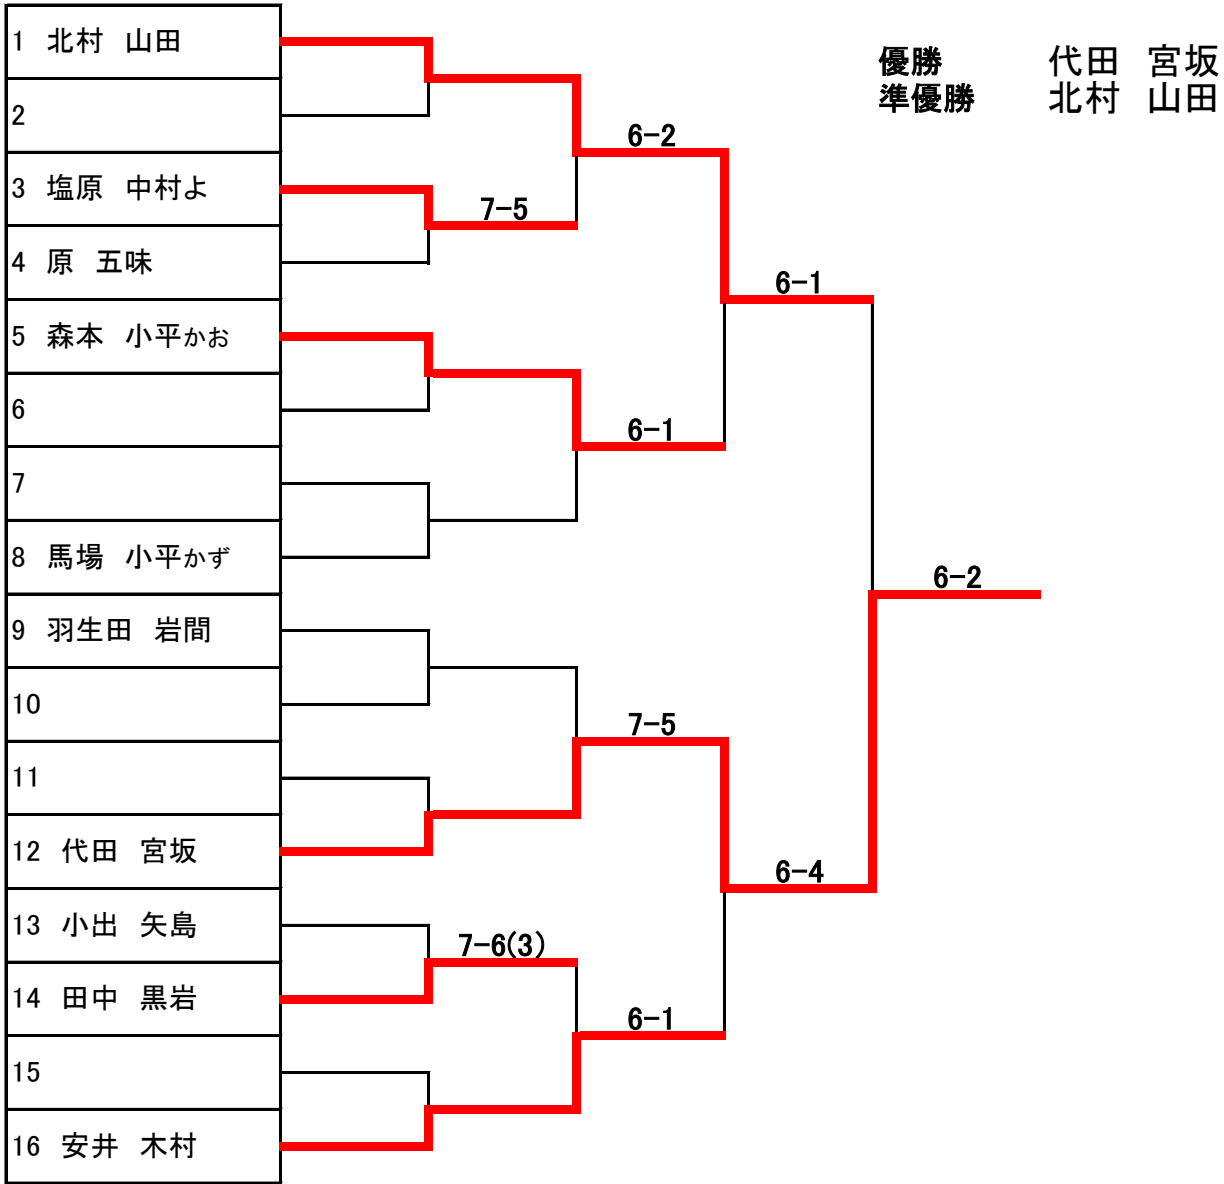 1 北村 山田
2
3 塩原 中村よ
4 原 五味
5 森本 小平かお
6
7
8 馬場 小平かず
9 羽生田 岩間
10
11
12 代田 宮坂
13 小出 矢島
14 田中 黒岩
15
16 安井 木村
7-5
7-6(3)
6-2
6-1
7-5
6-1
6-1
6-4
6-2
優勝 代田 宮坂
準優勝 北村 山田